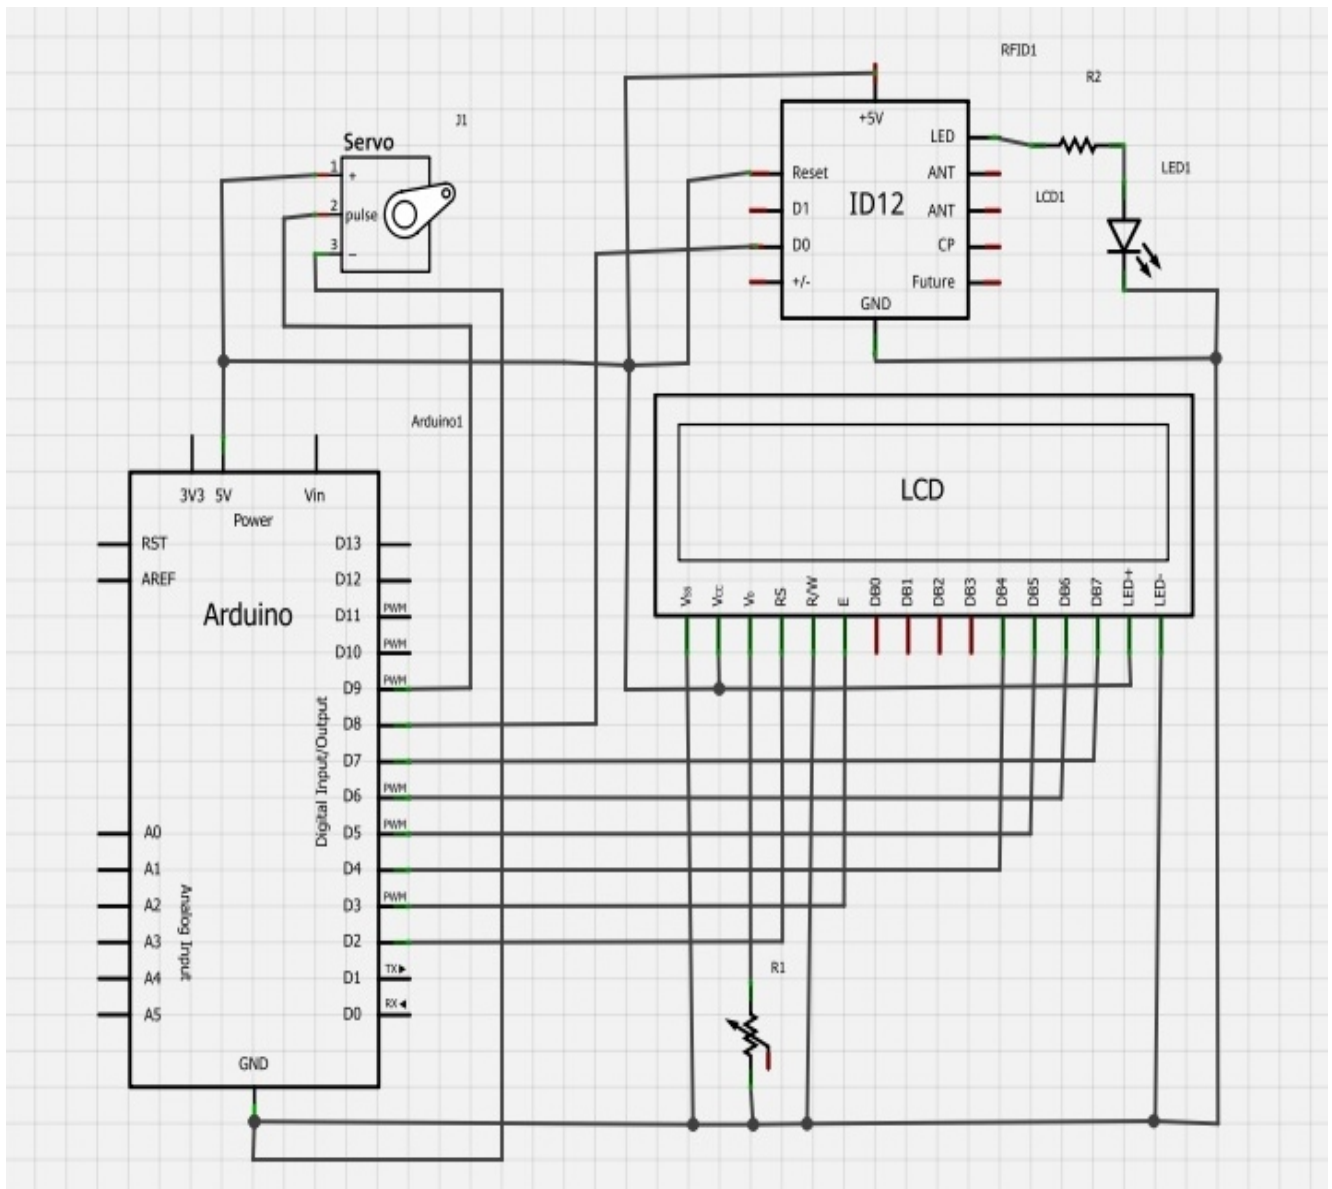 RFID1
R2
J1
+5V
Servo
LED
LED1
1
+
Reset
ANT
LCD1
2
pulse
D1
ID12
ANT
3
–
D0
CP
+/-
Future
GND
Arduino1
LCD
3V3 5V Vin
Power
RST
D13
AREF
D12
Arduino
D11 PWM
D10 PWM
D9 PWM
D8
D7
D6 PWM
D5 PWM
D4
D3 PWM
D2
D1 TX
D0 RX
Digital Input/Output
A0
A1
A2
A3
A4
A5
Analog Input
GND
Vss
Vcc
V₀
RS
R/W
E
DB0
DB1
DB2
DB3
DB4
DB5
DB6
DB7
LED+
LED-
R1